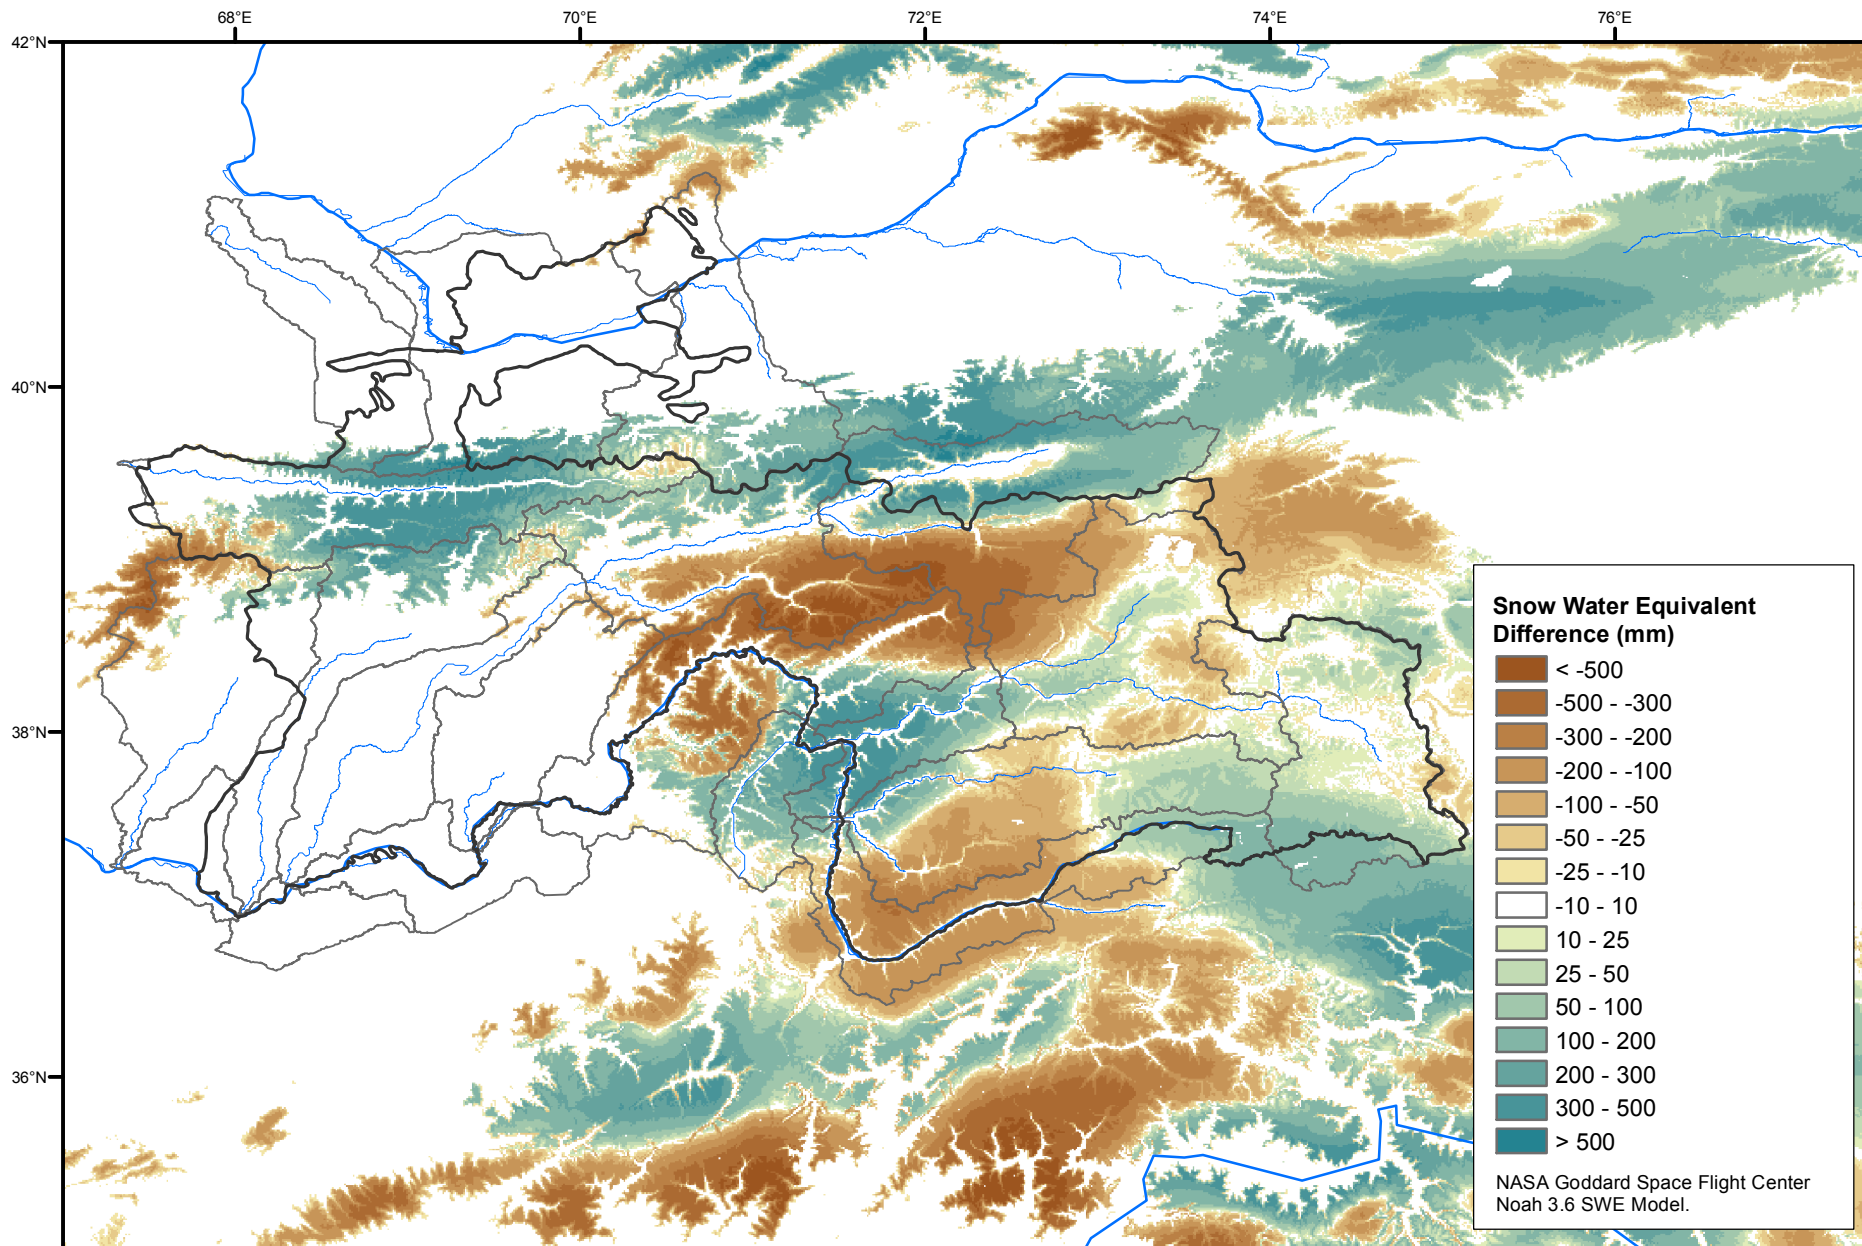 68°E
70°E
72°E
74°E
76°E
42°N
40°N
38°N
36°N
Snow Water Equivalent
Difference (mm)
< -500
-500 - -300
-300 - -200
-200 - -100
-100 - -50
-50 - -25
-25 - -10
-10 - 10
10 - 25
25 - 50
50 - 100
100 - 200
200 - 300
300 - 500
> 500
NASA Goddard Space Flight Center
Noah 3.6 SWE Model.